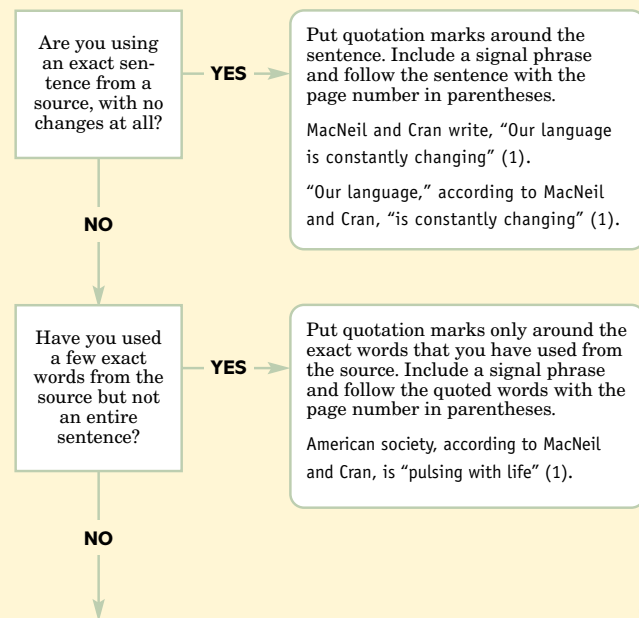 Are you using
an exact sen-
tence from a
source, with no
changes at all?
YES
Put quotation marks around the
sentence. Include a signal phrase
and follow the sentence with the
page number in parentheses.
MacNeil and Cran write, “Our language
is constantly changing” (1).
“Our language,” according to MacNeil
and Cran, “is constantly changing” (1).
NO
Have you used
a few exact
words from the
source but not
an entire
sentence?
YES
Put quotation marks only around the
exact words that you have used from
the source. Include a signal phrase
and follow the quoted words with the
page number in parentheses.
American society, according to MacNeil
and Cran, is “pulsing with life” (1).
NO